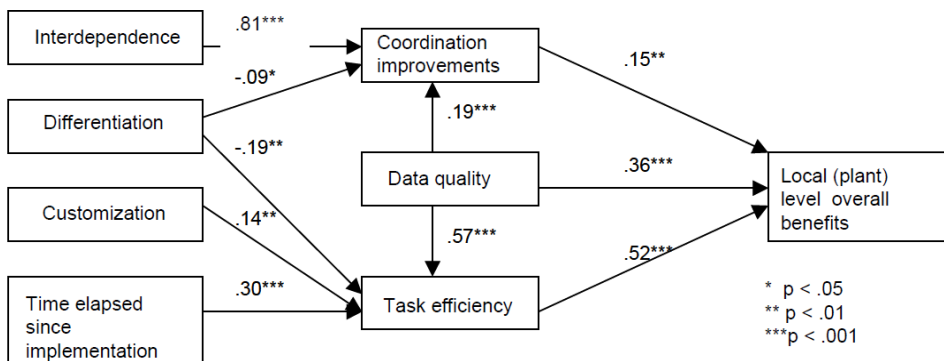 Interdependence
.81***
Coordination
improvements
-.09*
.15**
Differentiation
.19***
-.19**
Data quality
.36***
Local (plant)
level overall
benefits
Customization
.14**
.57***
.52***
.30***
Time elapsed
since
implementation
Task efficiency
* p < .05
** p < .01
***p < .001